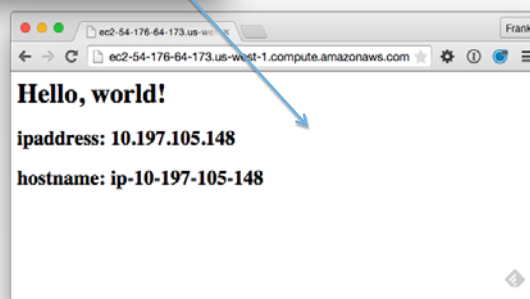 ec2-54-176-64-173.us-we
Frank
ec2-54-176-64-173.us-west-1.compute.amazonaws.com
Hello, world!
ipaddress: 10.197.105.148
hostname: ip-10-197-105-148